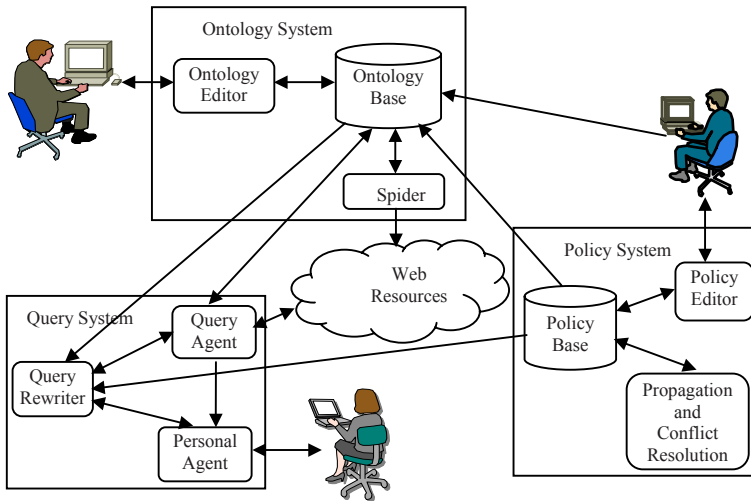 Ontology System
Ontology
Editor
Ontology
Base
Spider
Web
Resources
Policy System
Policy
Editor
Policy
Base
Propagation
and
Conflict
Resolution
Query System
Query
Agent
Query
Rewriter
Personal
Agent